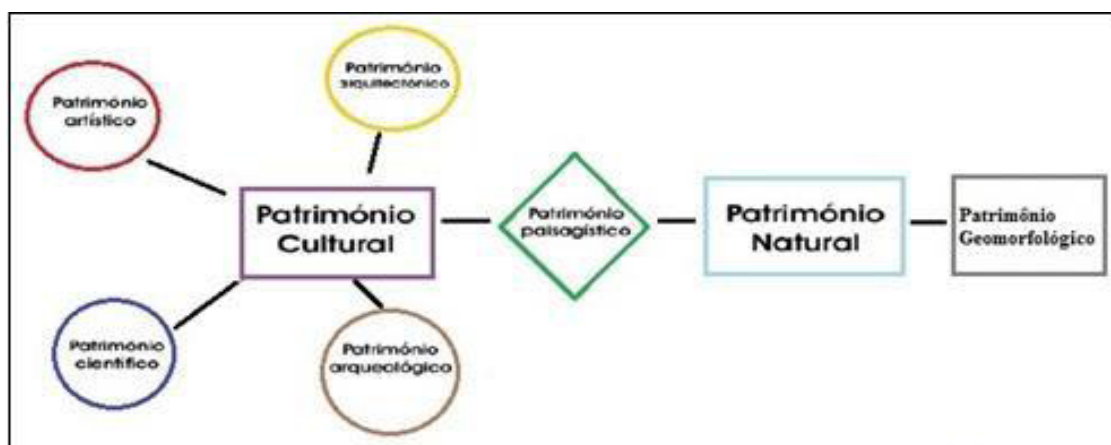 Património
artístico
Património
arquitectónico
Património
Cultural
Património
paisagístico
Património
Natural
Patrimônio
Geomorfológico
Património
científico
Património
arqueológico